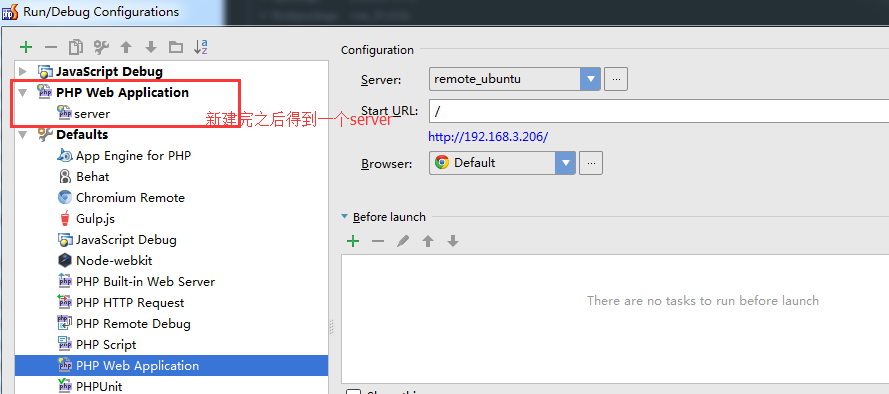 Run/Debug Configurations
JavaScript Debug
PHP Web Application
server
新建完之后得到一个server
Defaults
App Engine for PHP
Behat
Chromium Remote
Gulp.js
JavaScript Debug
Node-webkit
PHP Built-in Web Server
PHP HTTP Request
PHP Remote Debug
PHP Script
PHP Web Application
PHPUnit
Configuration
Server: remote_ubuntu ...
Start URL: /
http://192.168.3.206/
Browser: Default ...
Before launch
There are no tasks to run before launch